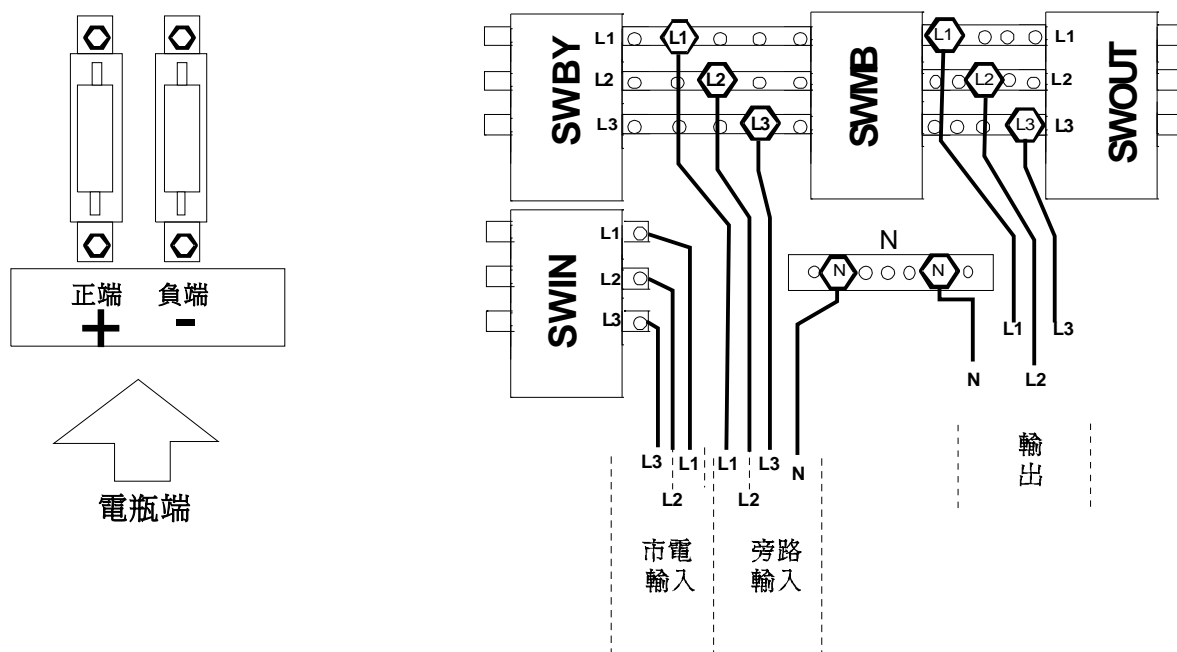 正端 負端
+ -
電瓶端
SWBY
L1
L2
L3
L1
L2
L3
SWMB
L1
L2
L3
L1
L2
L3
SWOUT
SWIN
L1
L2
L3
N
N N
L1 L3
N L2
L3 L1 L1 L3 N
L2 L2
市電
輸入
旁路
輸入
輸
出